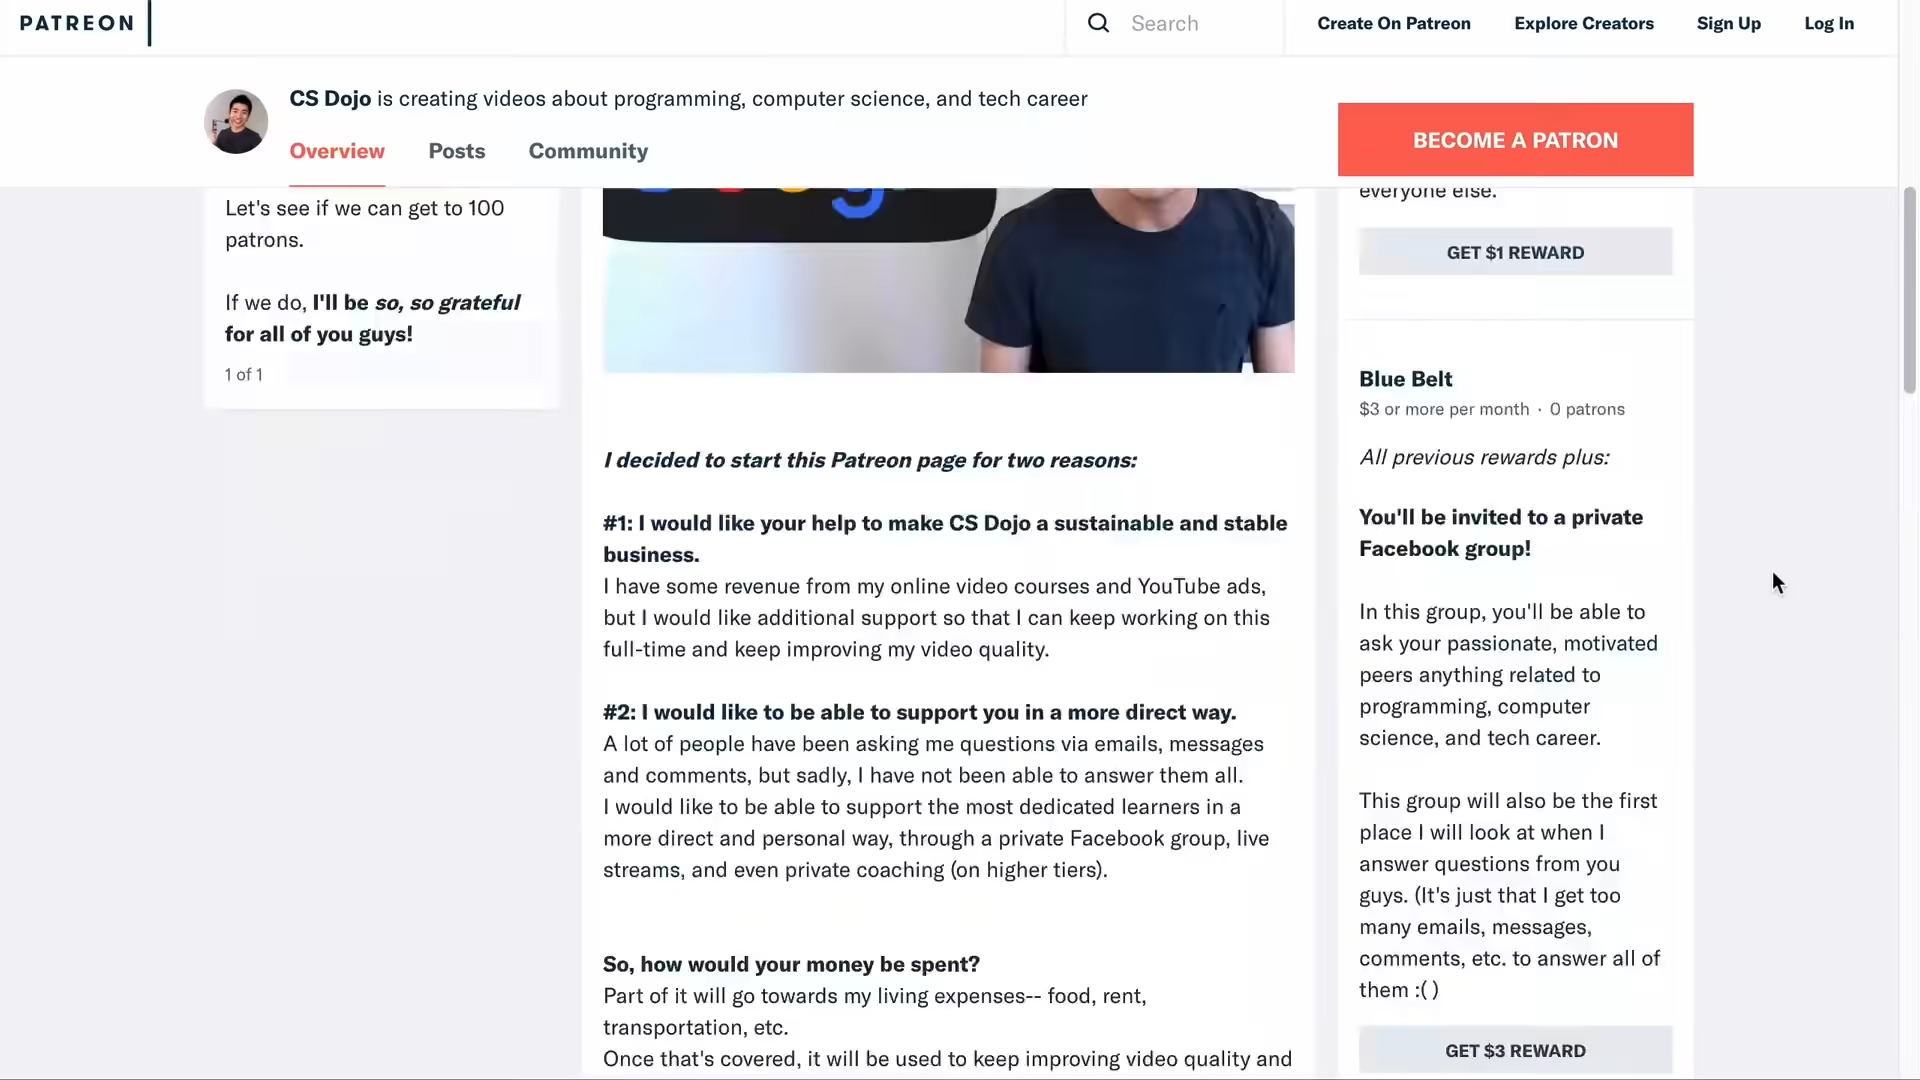 PATREON
Search
Create On Patreon
Explore Creators
Sign Up
Log In
CS Dojo is creating videos about programming, computer science, and tech career
Overview
Posts
Community
BECOME A PATRON
Let's see if we can get to 100
patrons.
If we do, I'll be so, so grateful
for all of you guys!
1 of 1
I decided to start this Patreon page for two reasons:
#1: I would like your help to make CS Dojo a sustainable and stable
business.
I have some revenue from my online video courses and YouTube ads,
but I would like additional support so that I can keep working on this
full-time and keep improving my video quality.
#2: I would like to be able to support you in a more direct way.
A lot of people have been asking me questions via emails, messages
and comments, but sadly, I have not been able to answer them all.
I would like to be able to support the most dedicated learners in a
more direct and personal way, through a private Facebook group, live
streams, and even private coaching (on higher tiers).
So, how would your money be spent?
Part of it will go towards my living expenses-- food, rent,
transportation, etc.
Once that's covered, it will be used to keep improving video quality and
everyone else.
GET $1 REWARD
Blue Belt
$3 or more per month · 0 patrons
All previous rewards plus:
You'll be invited to a private
Facebook group!
In this group, you'll be able to
ask your passionate, motivated
peers anything related to
programming, computer
science, and tech career.
This group will also be the first
place I will look at when I
answer questions from you
guys. (It's just that I get too
many emails, messages,
comments, etc. to answer all of
them :( )
GET $3 REWARD